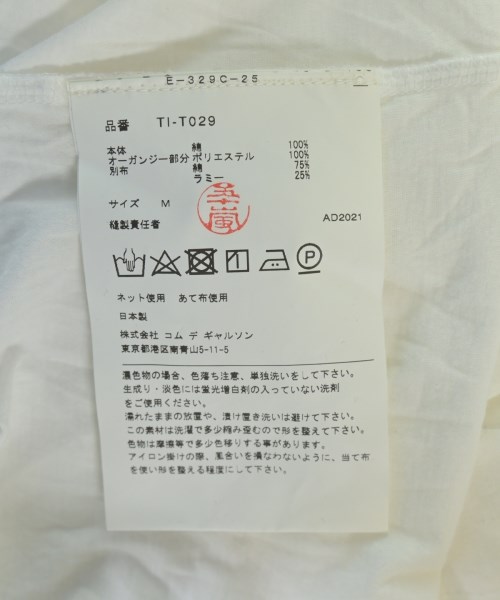 E-329C-25
品番 TI-T029
本体 綿 100%
オーガンジー部分 ポリエステル 100%
別布 綿 75%
ラミー 25%
サイズ M
五十嵐
縫製責任者 AD2021
P
ネット使用 あて布使用
日本製
株式会社 コム デ ギャルソン
東京都港区南青山5-11-5
濃色物の場合、色落ち注意、単独洗いをして下さい。
生成り・淡色には蛍光増白剤の入っていない洗剤
をご使用ください。
濡れたままの放置や、漬け置き洗いは避けて下さい。
この素材は洗濯で多少縮み歪むので形を整えて下さい。
色物は摩擦等で多少色移りする事があります。
アイロン掛けの際、風合いを損なわないように、当て布
を使い形を整える程度にして下さい。